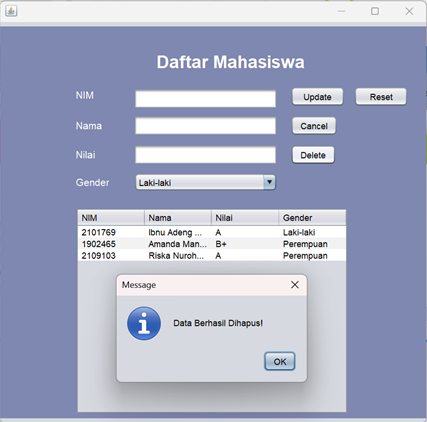 Daftar Mahasiswa
NIM Update Reset
Nama Cancel
Nilai Delete
Gender Laki-laki
NIM Nama Nilai Gender
2101769 Ibnu Adeng ... A Laki-laki
1902465 Amanda Man... B+ Perempuan
2109103 Riska Nuroh... A Perempuan
Message
Data Berhasil Dihapus!
OK